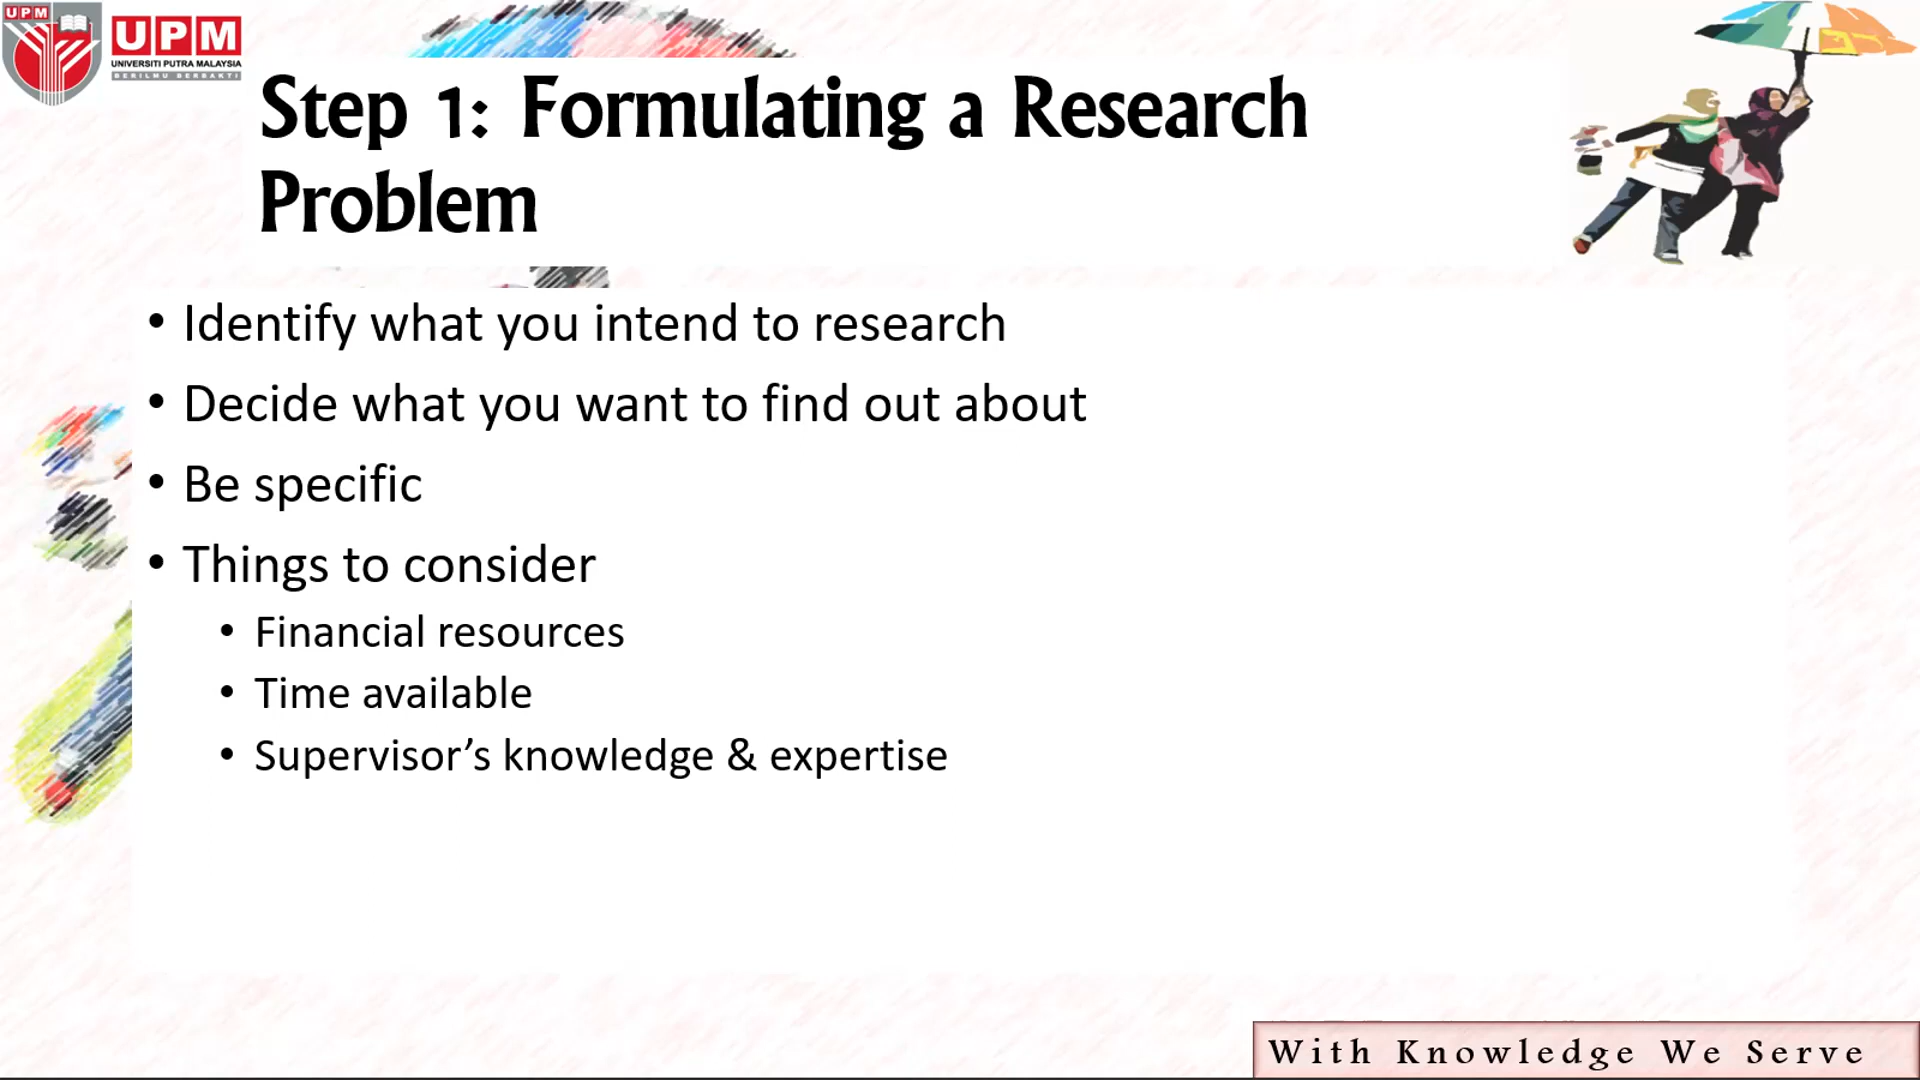 UPM
UPM
UNIVERSITI PUTRA MALAYSIA
BERILMU BERBAKTI
Step 1: Formulating a Research
Problem
• Identify what you intend to research
• Decide what you want to find out about
• Be specific
• Things to consider
• Financial resources
• Time available
• Supervisor’s knowledge & expertise
With Knowledge We Serve